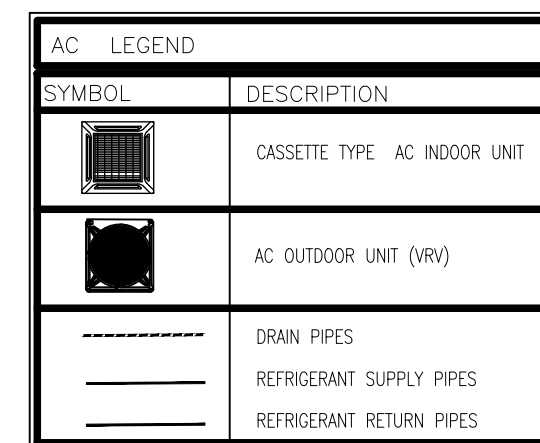 AC LEGEND
SYMBOL DESCRIPTION
CASSETTE TYPE AC INDOOR UNIT
AC OUTDOOR UNIT (VRV)
DRAIN PIPES
REFRIGERANT SUPPLY PIPES
REFRIGERANT RETURN PIPES